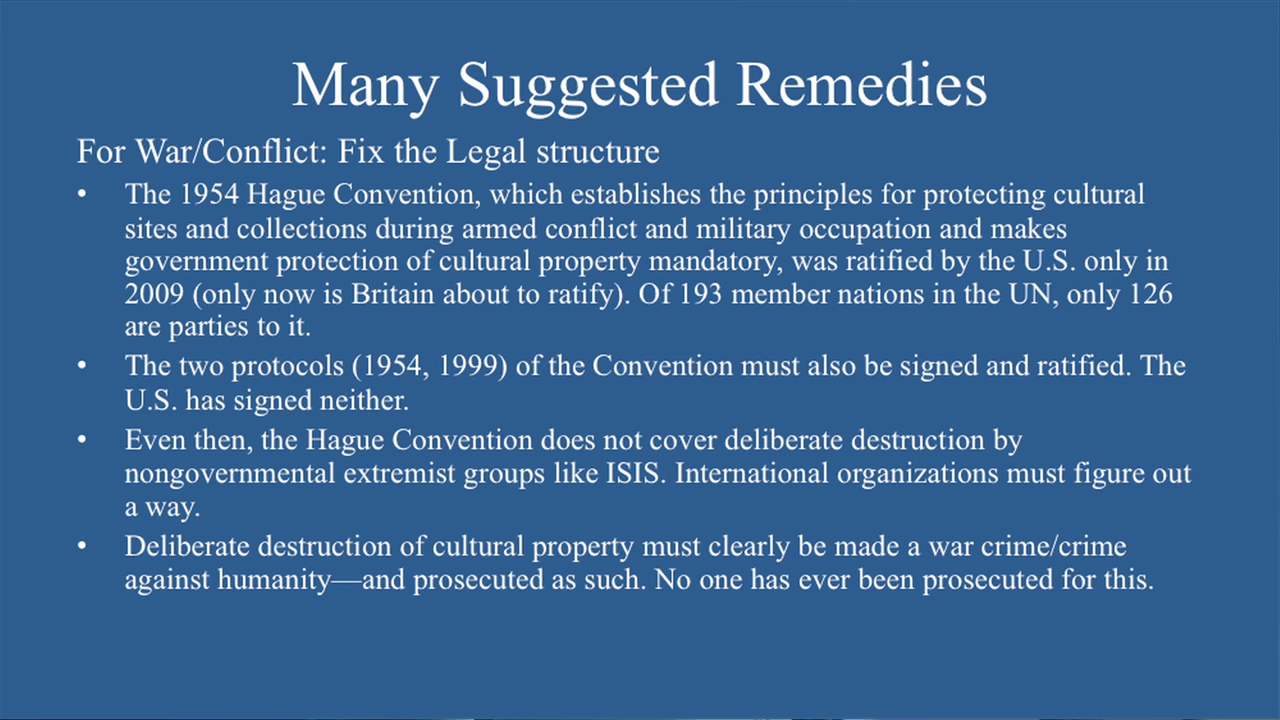 Many Suggested Remedies
For War/Conflict: Fix the Legal structure
• The 1954 Hague Convention, which establishes the principles for protecting cultural
sites and collections during armed conflict and military occupation and makes
government protection of cultural property mandatory, was ratified by the U.S. only in
2009 (only now is Britain about to ratify). Of 193 member nations in the UN, only 126
are parties to it.
• The two protocols (1954, 1999) of the Convention must also be signed and ratified. The
U.S. has signed neither.
• Even then, the Hague Convention does not cover deliberate destruction by
nongovernmental extremist groups like ISIS. International organizations must figure out
a way.
• Deliberate destruction of cultural property must clearly be made a war crime/crime
against humanity—and prosecuted as such. No one has ever been prosecuted for this.